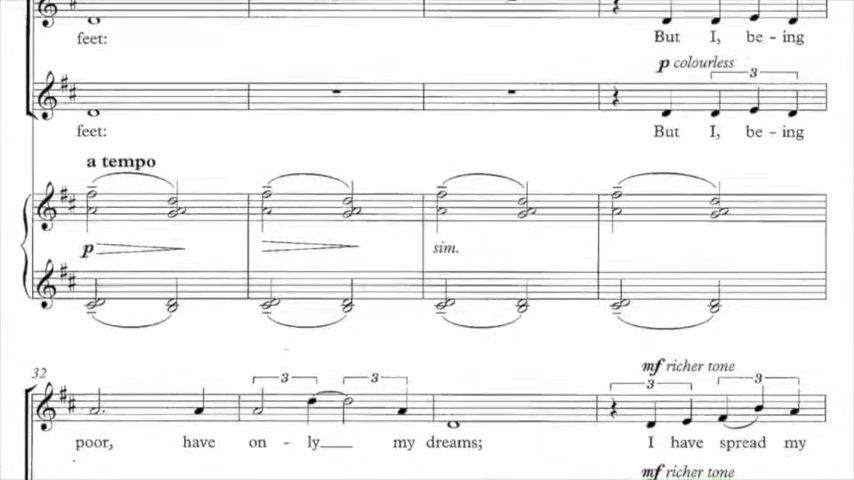 feet: But I, be - ing
p colourless
3
feet: But I, be - ing
a tempo
p sim.
32
mf richer tone
3 3 3 3
poor, have on - ly my dreams; I have spread my
mf richer tone